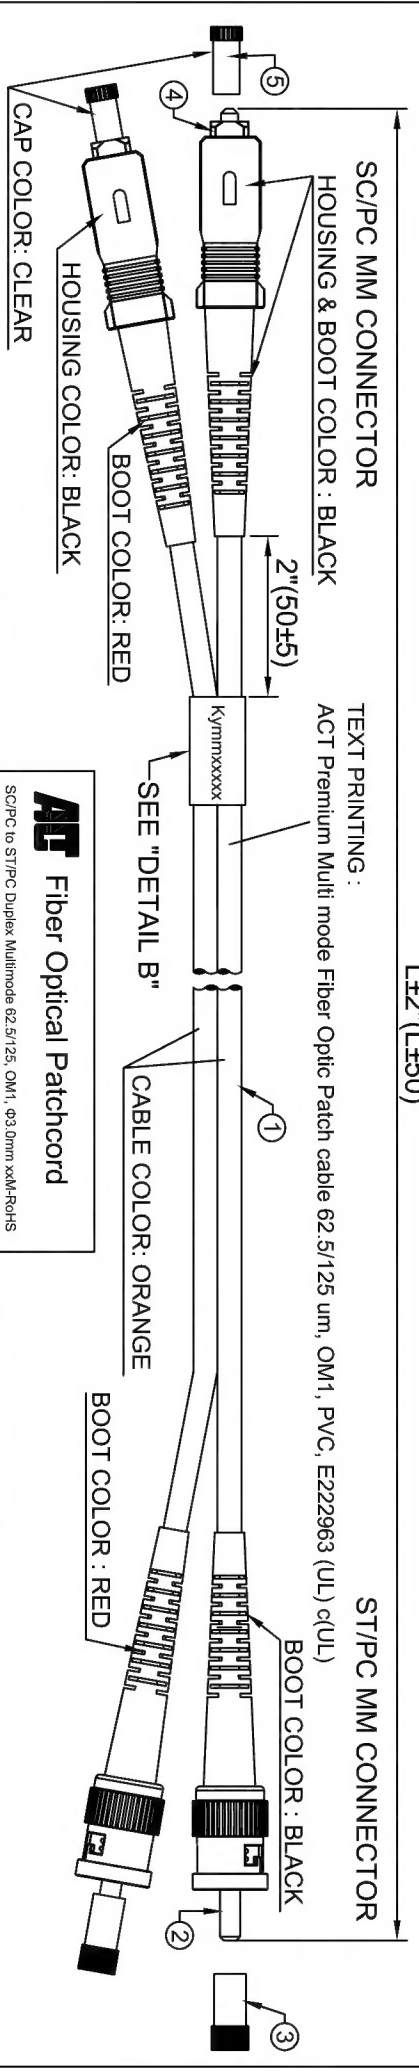 L±2"(L±50)
SC/PC MM CONNECTOR
ST/PC MM CONNECTOR
HOUSING & BOOT COLOR : BLACK
2"(50±5)
TEXT PRINTING :
ACT Premium Multi mode Fiber Optic Patch cable 62.5/125 um, OM1, PVC, E222963 (UL) c(UL)
BOOT COLOR : BLACK
5
4
1
2
3
Kymmxxxxx
CAP COLOR: CLEAR
HOUSING COLOR: BLACK
BOOT COLOR: RED
SEE "DETAIL B"
CABLE COLOR: ORANGE
BOOT COLOR : RED
ACT Fiber Optical Patchcord
SC/PC to ST/PC Duplex Multimode 62.5/125, OM1, Φ3.0mm xxM-RoHS